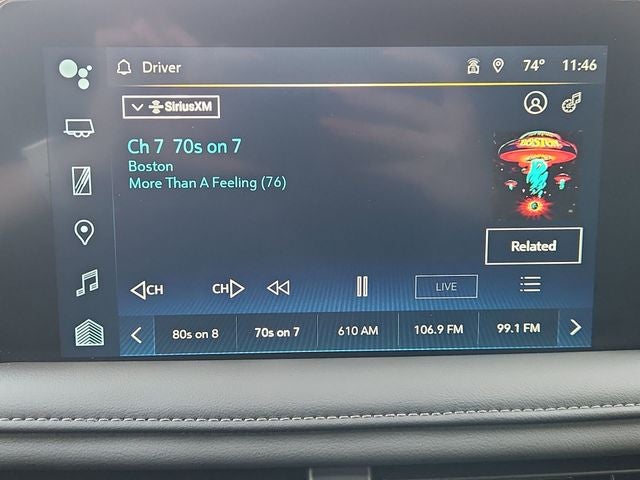 Driver
74° 11:46
SiriusXM
Ch 7 70s on 7
Boston
More Than A Feeling (76)
BOSTON
Related
CH
CH
LIVE
80s on 8
70s on 7
610 AM
106.9 FM
99.1 FM